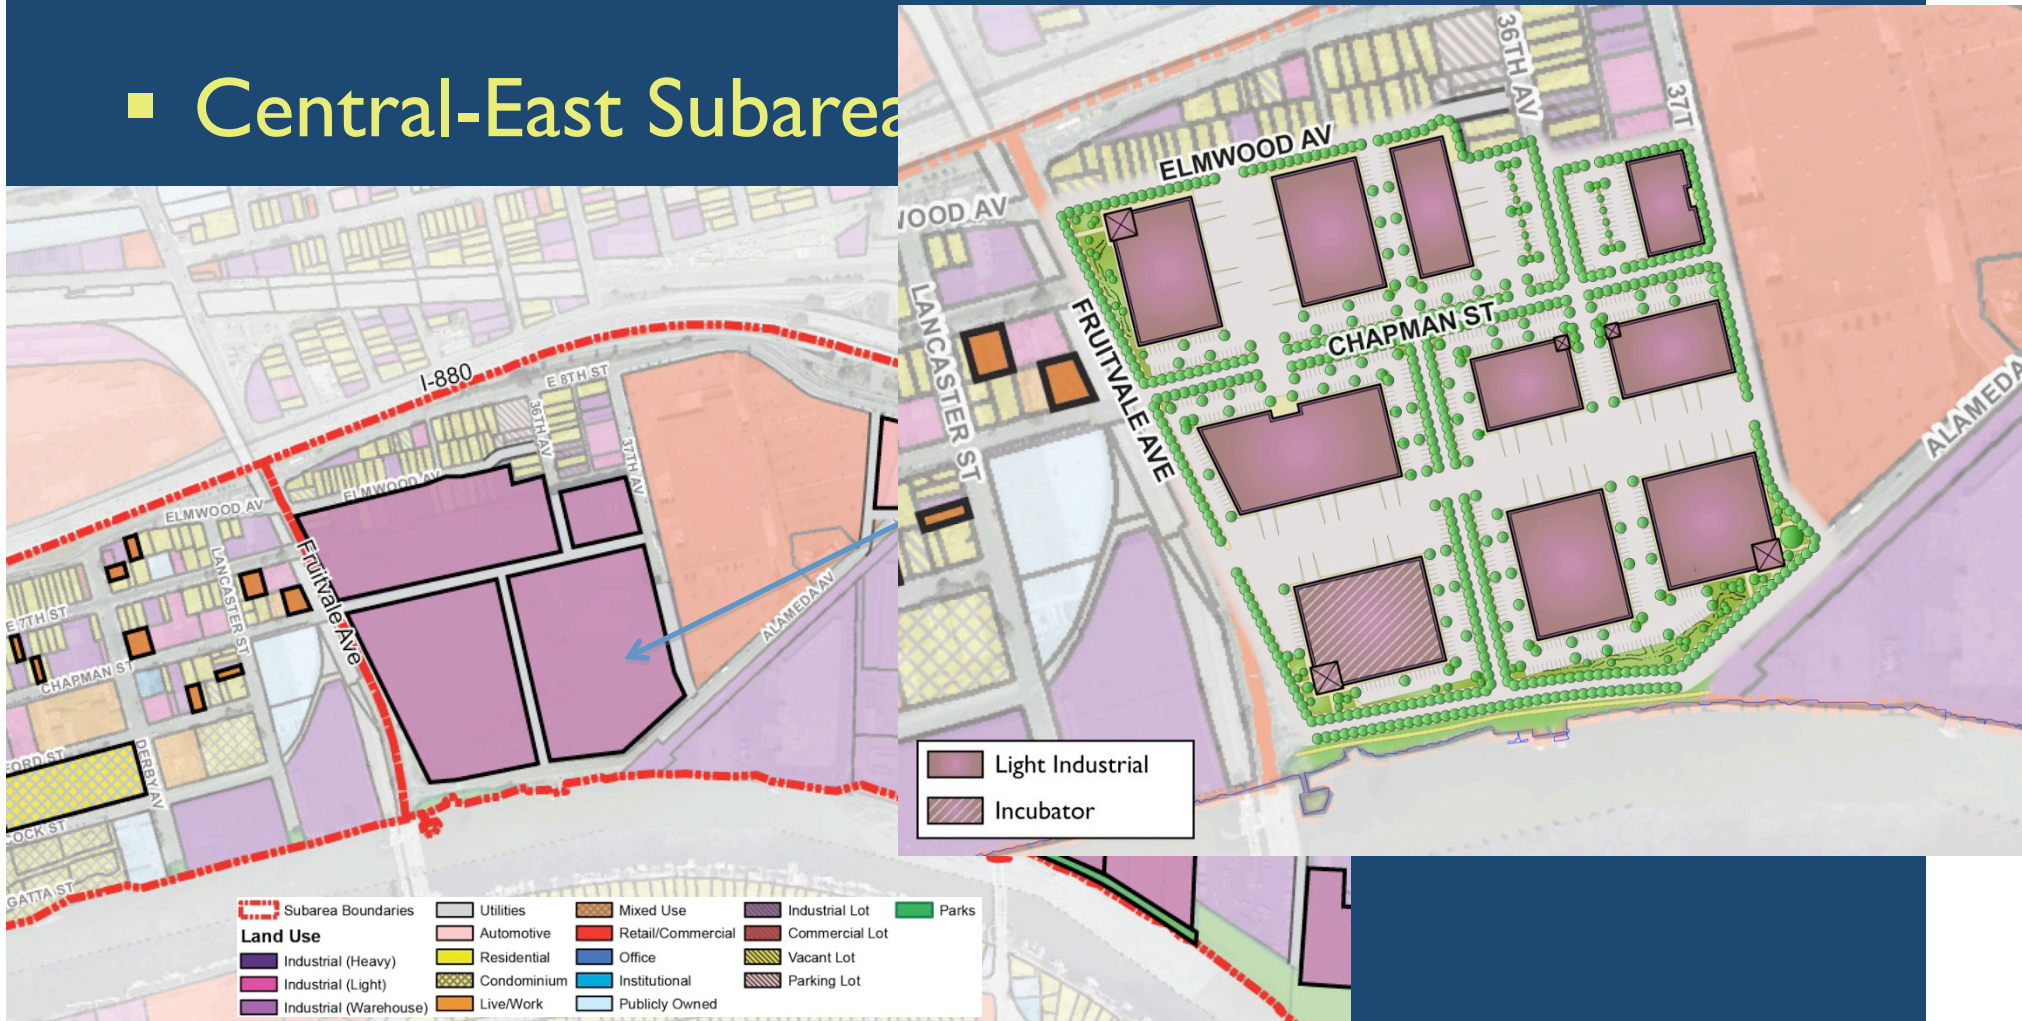 ▪ Central-East Subarea
36TH AV
37T
ELMWOOD AV
WOOD AV
LANCASTER ST
FRUITVALE AVE
CHAPMAN ST
ALAMEDA
Light Industrial
Incubator
I-880
E 8TH ST
36TH AV
37TH AV
ELMWOOD AV
ELMWOOD AV
LANCASTER ST
Fruitvale Ave
ALAMEDA AV
E 7TH ST
CHAPMAN ST
FORD ST
DERBY AV
COCK ST
GATTA ST
Subarea Boundaries
Land Use
Industrial (Heavy)
Industrial (Light)
Industrial (Warehouse)
Utilities
Automotive
Residential
Condominium
Live/Work
Mixed Use
Retail/Commercial
Office
Institutional
Publicly Owned
Industrial Lot
Commercial Lot
Vacant Lot
Parking Lot
Parks